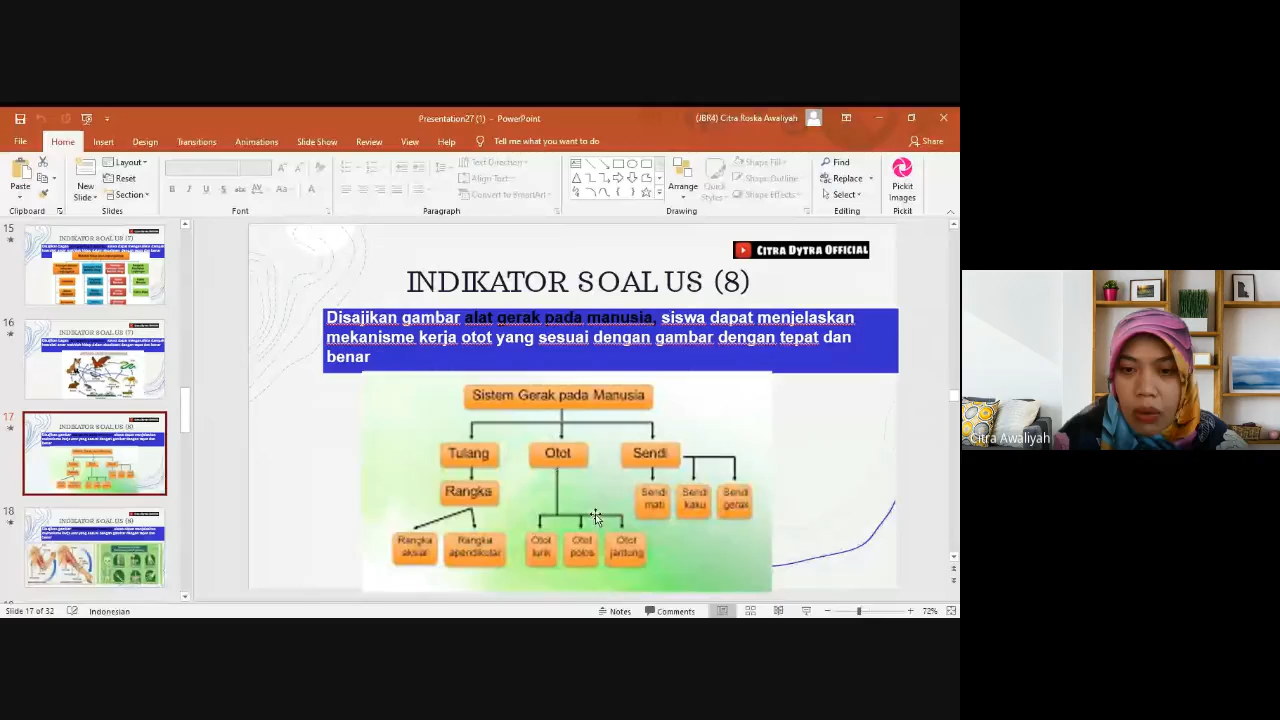 Presentation27 (1) - PowerPoint
(JBR4) Citra Roska Awaliyah
File Home Insert Design Transitions Animations Slide Show Review View Help Tell me what you want to do Share
Paste
New Slide
Layout
Reset
Section
Text Direction
Align Text
Convert to SmartArt
Arrange
Quick Styles
Shape Fill
Shape Outline
Shape Effects
Find
Replace
Select
Pickit Images
Clipboard Slides Font Paragraph Drawing Editing Pickit
15
INDIKATOR SOAL US (7)
16
INDIKATOR SOAL US (7)
17
INDIKATOR SOAL US (8)
18
INDIKATOR SOAL US (8)
CITRA DYTRA OFFICIAL
INDIKATOR SOAL US (8)
Disajikan gambar alat gerak pada manusia, siswa dapat menjelaskan
mekanisme kerja otot yang sesuai dengan gambar dengan tepat dan
benar
Sistem Gerak pada Manusia
Tulang Otot Sendi
Rangka
Sendi mati
Sendi kaku
Sendi gerak
Rangka aksial
Rangka apendikular
Otot lurik
Otot polos
Otot jantung
Slide 17 of 32 Indonesian Notes Comments 72%
Citra Awaliyah